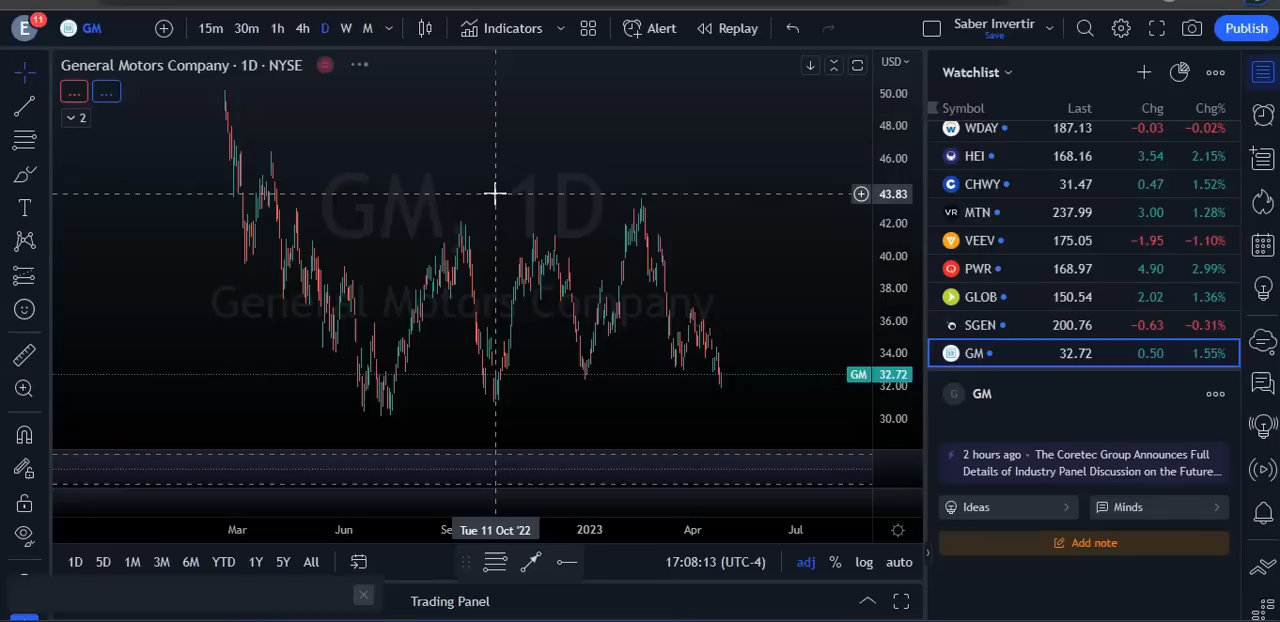 E 11 GM 15m 30m 1h 4h D W M Indicators Alert Replay Saber Invertir Save Publish
General Motors Company · 1D · NYSE
USD
... ...
2
GM, 1D
General Motors Company
50.00
48.00
46.00
43.83
42.00
40.00
38.00
36.00
34.00
GM 32.72
32.00
30.00
Mar Jun Se Tue 11 Oct '22 2023 Apr Jul
1D 5D 1M 3M 6M YTD 1Y 5Y All 17:08:13 (UTC-4) adj % log auto
Trading Panel
Watchlist
Symbol Last Chg Chg%
WDAY 187.13 −0.03 −0.02%
HEI 168.16 3.54 2.15%
CHWY 31.47 0.47 1.52%
VR MTN 237.99 3.00 1.28%
VEEV 175.05 −1.95 −1.10%
PWR 168.97 4.90 2.99%
GLOB 150.54 2.02 1.36%
SGEN 200.76 −0.63 −0.31%
GM 32.72 0.50 1.55%
G GM
2 hours ago · The Coretec Group Announces Full
Details of Industry Panel Discussion on the Future...
Ideas Minds
Add note